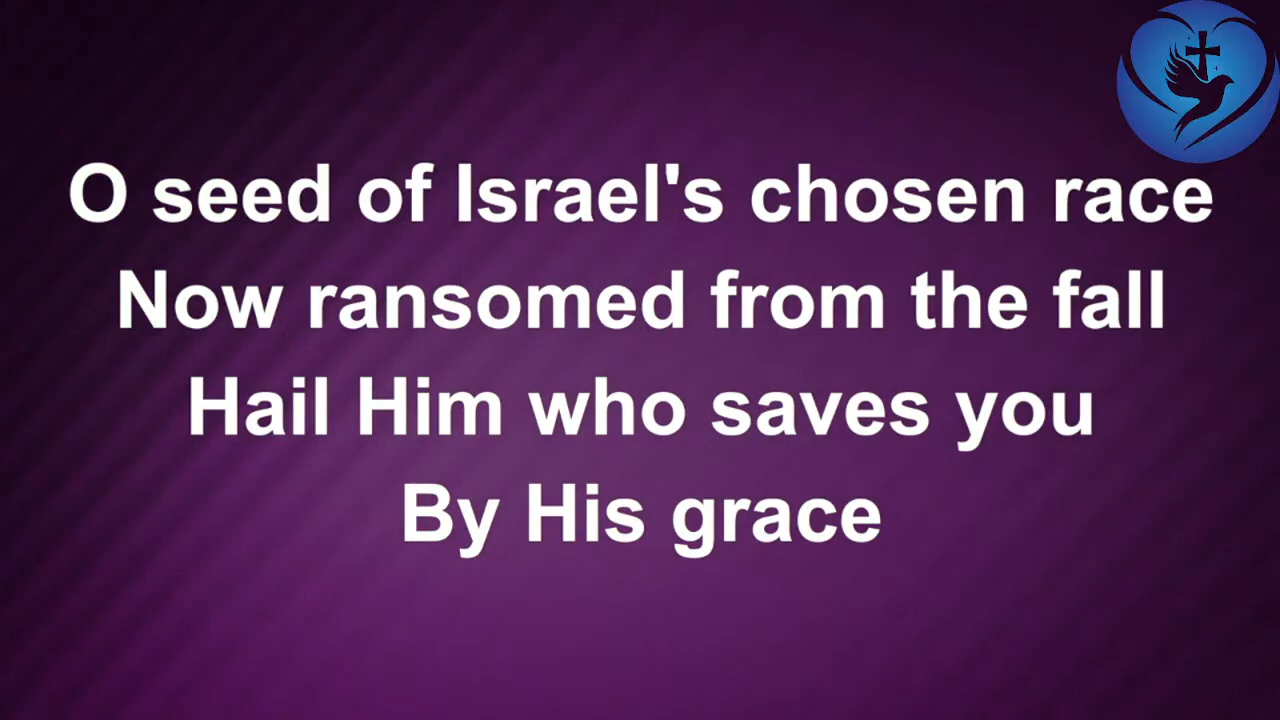 O seed of Israel's chosen race
Now ransomed from the fall
Hail Him who saves you
By His grace